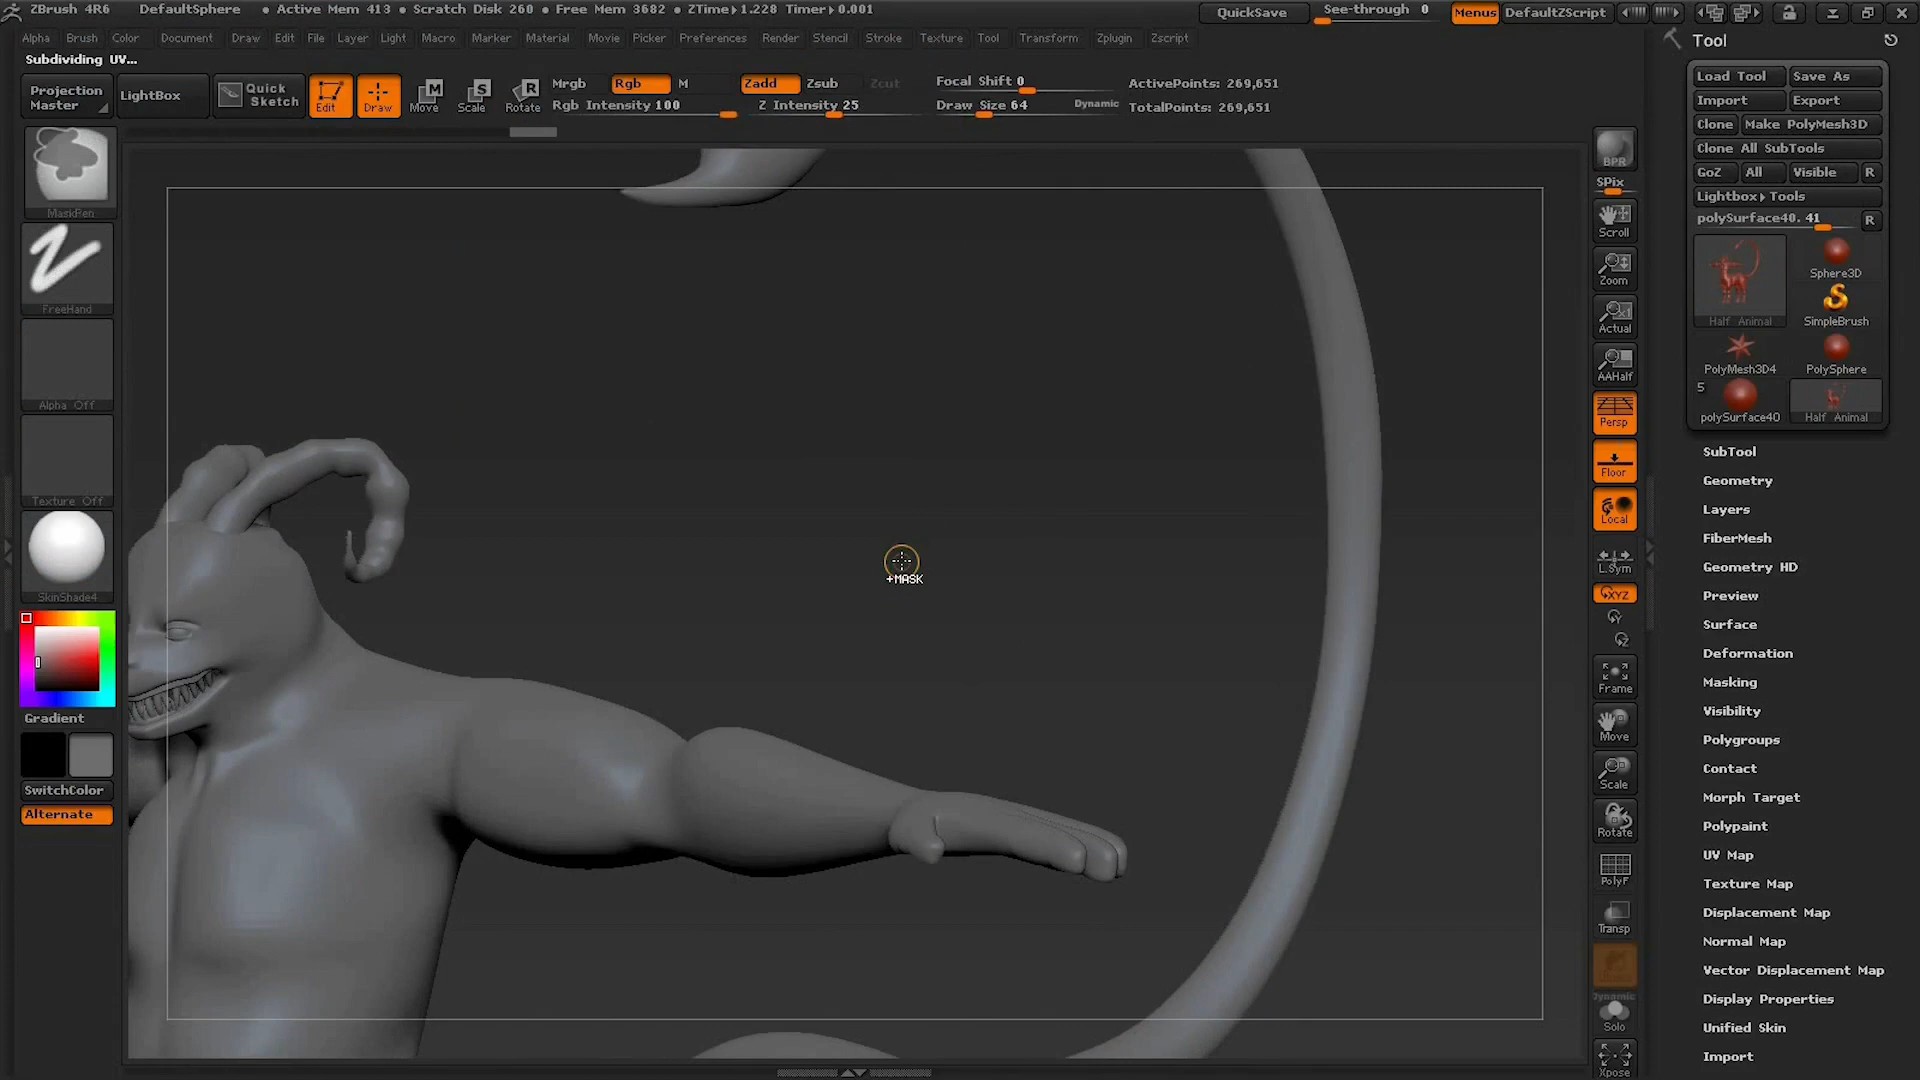 ZBrush 4R6 DefaultSphere • Active Mem 413 • Scratch Disk 260 • Free Mem 3682 • ZTime▸1.228 Timer▸0.001
QuickSave See-through 0 Menus DefaultZScript
Alpha Brush Color Document Draw Edit File Layer Light Macro Marker Material Movie Picker Preferences Render Stencil Stroke Texture Tool Transform Zplugin Zscript
Subdividing UV...
Projection Master
LightBox
Quick Sketch
Edit
Draw
M
Move
S
Scale
R
Rotate
Mrgb Rgb M
Rgb Intensity 100
Zadd Zsub Zcut
Z Intensity 25
Focal Shift 0
Draw Size 64 Dynamic
ActivePoints: 269,651
TotalPoints: 269,651
MaskPen
FreeHand
Alpha Off
Texture Off
SkinShade4
Gradient
SwitchColor
Alternate
+MASK
BPR
SPix
Scroll
Zoom
Actual
AAHalf
Persp
Floor
Local
L.Sym
XYZ
Y
Z
Frame
Move
Scale
Rotate
PolyF
Transp
Dynamic
Solo
Xpose
Tool
Load Tool Save As
Import Export
Clone Make PolyMesh3D
Clone All SubTools
GoZ All Visible R
Lightbox▸Tools
polySurface40. 41 R
Half Animal
Sphere3D
SimpleBrush
PolyMesh3D4
PolySphere
5
polySurface40
Half Animal
SubTool
Geometry
Layers
FiberMesh
Geometry HD
Preview
Surface
Deformation
Masking
Visibility
Polygroups
Contact
Morph Target
Polypaint
UV Map
Texture Map
Displacement Map
Normal Map
Vector Displacement Map
Display Properties
Unified Skin
Import